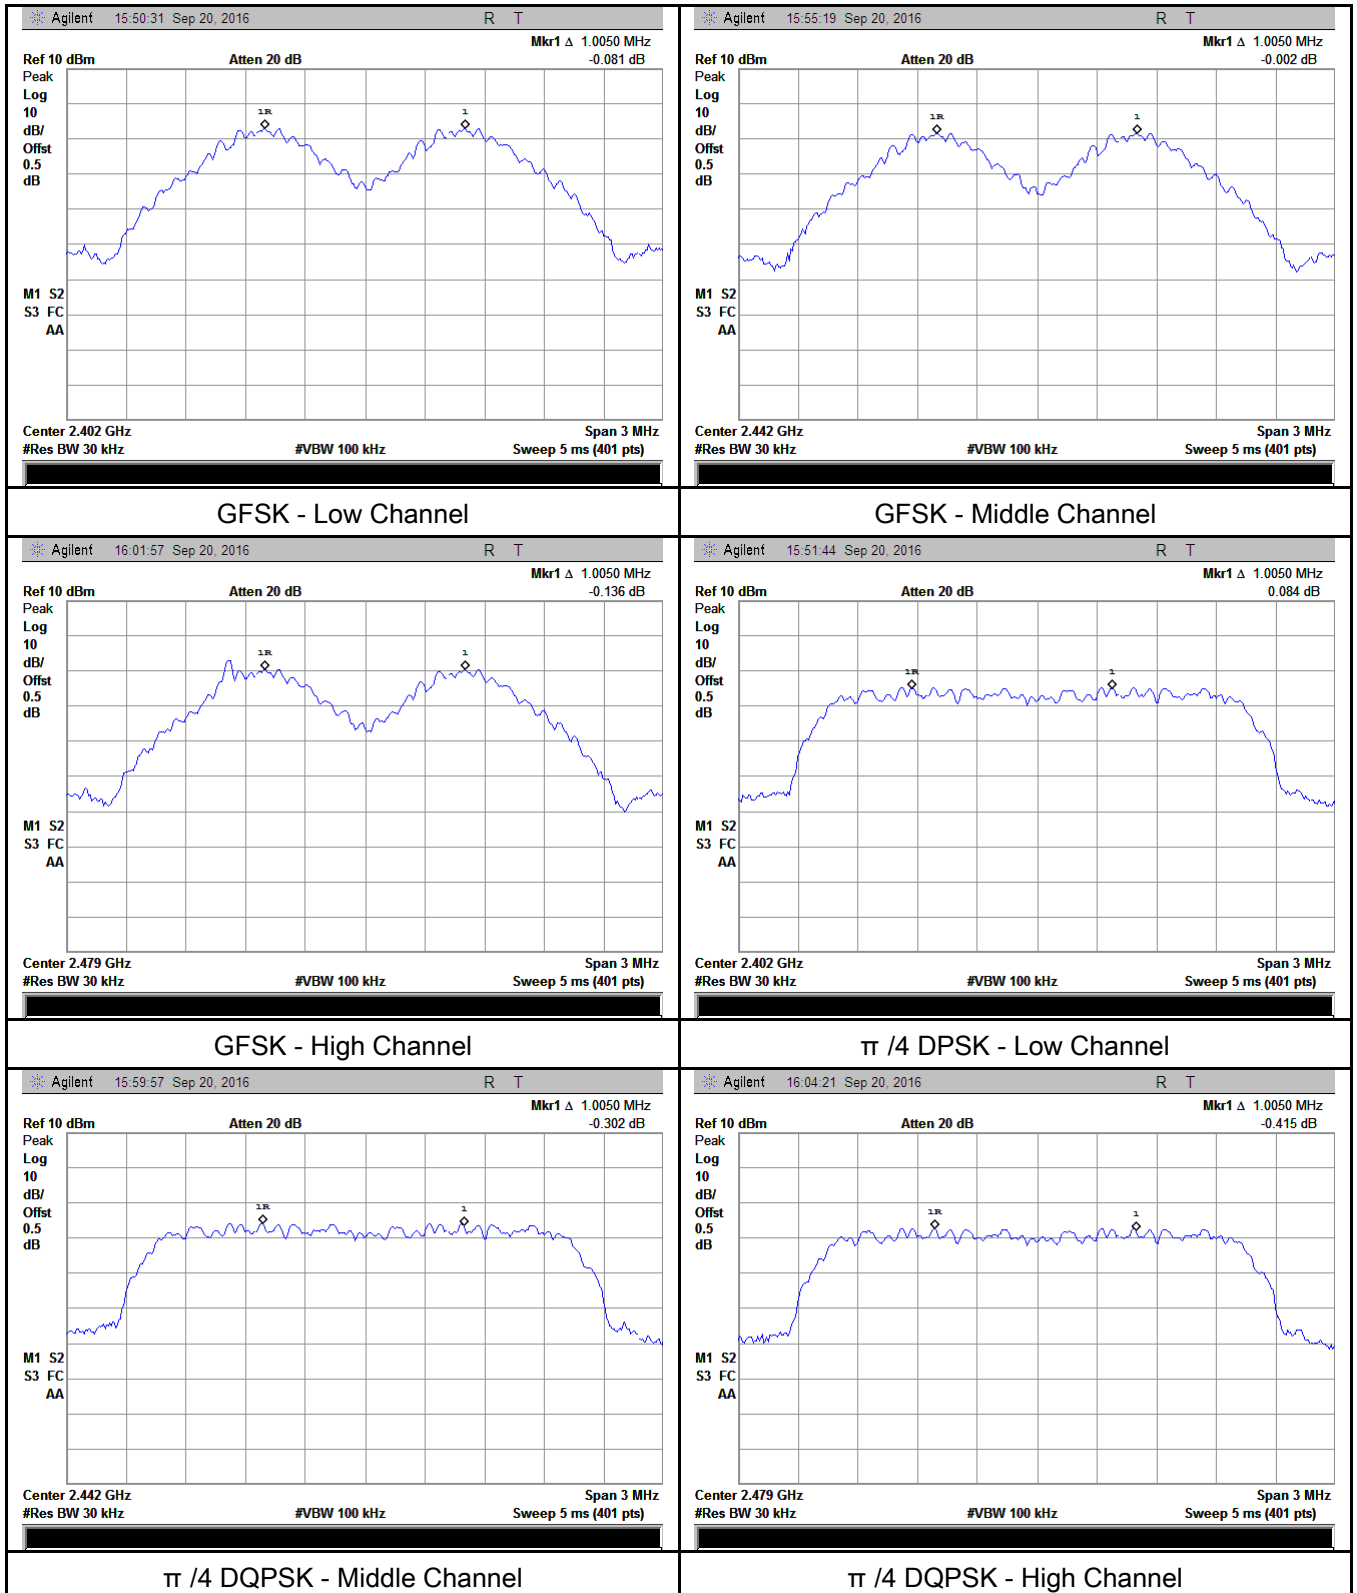 Agilent 15:50:31 Sep 20, 2016 R T
Mkr1 Δ 1.0050 MHz
Ref 10 dBm Atten 20 dB -0.081 dB
Peak
Log
10
dB/
Offst
0.5
dB
1R 1
M1 S2
S3 FC
AA
Center 2.402 GHz Span 3 MHz
#Res BW 30 kHz #VBW 100 kHz Sweep 5 ms (401 pts)
GFSK - Low Channel
Agilent 15:55:19 Sep 20, 2016 R T
Mkr1 Δ 1.0050 MHz
Ref 10 dBm Atten 20 dB -0.002 dB
Peak
Log
10
dB/
Offst
0.5
dB
1R 1
M1 S2
S3 FC
AA
Center 2.442 GHz Span 3 MHz
#Res BW 30 kHz #VBW 100 kHz Sweep 5 ms (401 pts)
GFSK - Middle Channel
Agilent 16:01:57 Sep 20, 2016 R T
Mkr1 Δ 1.0050 MHz
Ref 10 dBm Atten 20 dB -0.136 dB
Peak
Log
10
dB/
Offst
0.5
dB
1R 1
M1 S2
S3 FC
AA
Center 2.479 GHz Span 3 MHz
#Res BW 30 kHz #VBW 100 kHz Sweep 5 ms (401 pts)
GFSK - High Channel
Agilent 15:51:44 Sep 20, 2016 R T
Mkr1 Δ 1.0050 MHz
Ref 10 dBm Atten 20 dB 0.084 dB
Peak
Log
10
dB/
Offst
0.5
dB
1R 1
M1 S2
S3 FC
AA
Center 2.402 GHz Span 3 MHz
#Res BW 30 kHz #VBW 100 kHz Sweep 5 ms (401 pts)
π /4 DPSK - Low Channel
Agilent 15:59:57 Sep 20, 2016 R T
Mkr1 Δ 1.0050 MHz
Ref 10 dBm Atten 20 dB -0.302 dB
Peak
Log
10
dB/
Offst
0.5
dB
1R 1
M1 S2
S3 FC
AA
Center 2.442 GHz Span 3 MHz
#Res BW 30 kHz #VBW 100 kHz Sweep 5 ms (401 pts)
π /4 DQPSK - Middle Channel
Agilent 16:04:21 Sep 20, 2016 R T
Mkr1 Δ 1.0050 MHz
Ref 10 dBm Atten 20 dB -0.415 dB
Peak
Log
10
dB/
Offst
0.5
dB
1R 1
M1 S2
S3 FC
AA
Center 2.479 GHz Span 3 MHz
#Res BW 30 kHz #VBW 100 kHz Sweep 5 ms (401 pts)
π /4 DQPSK - High Channel